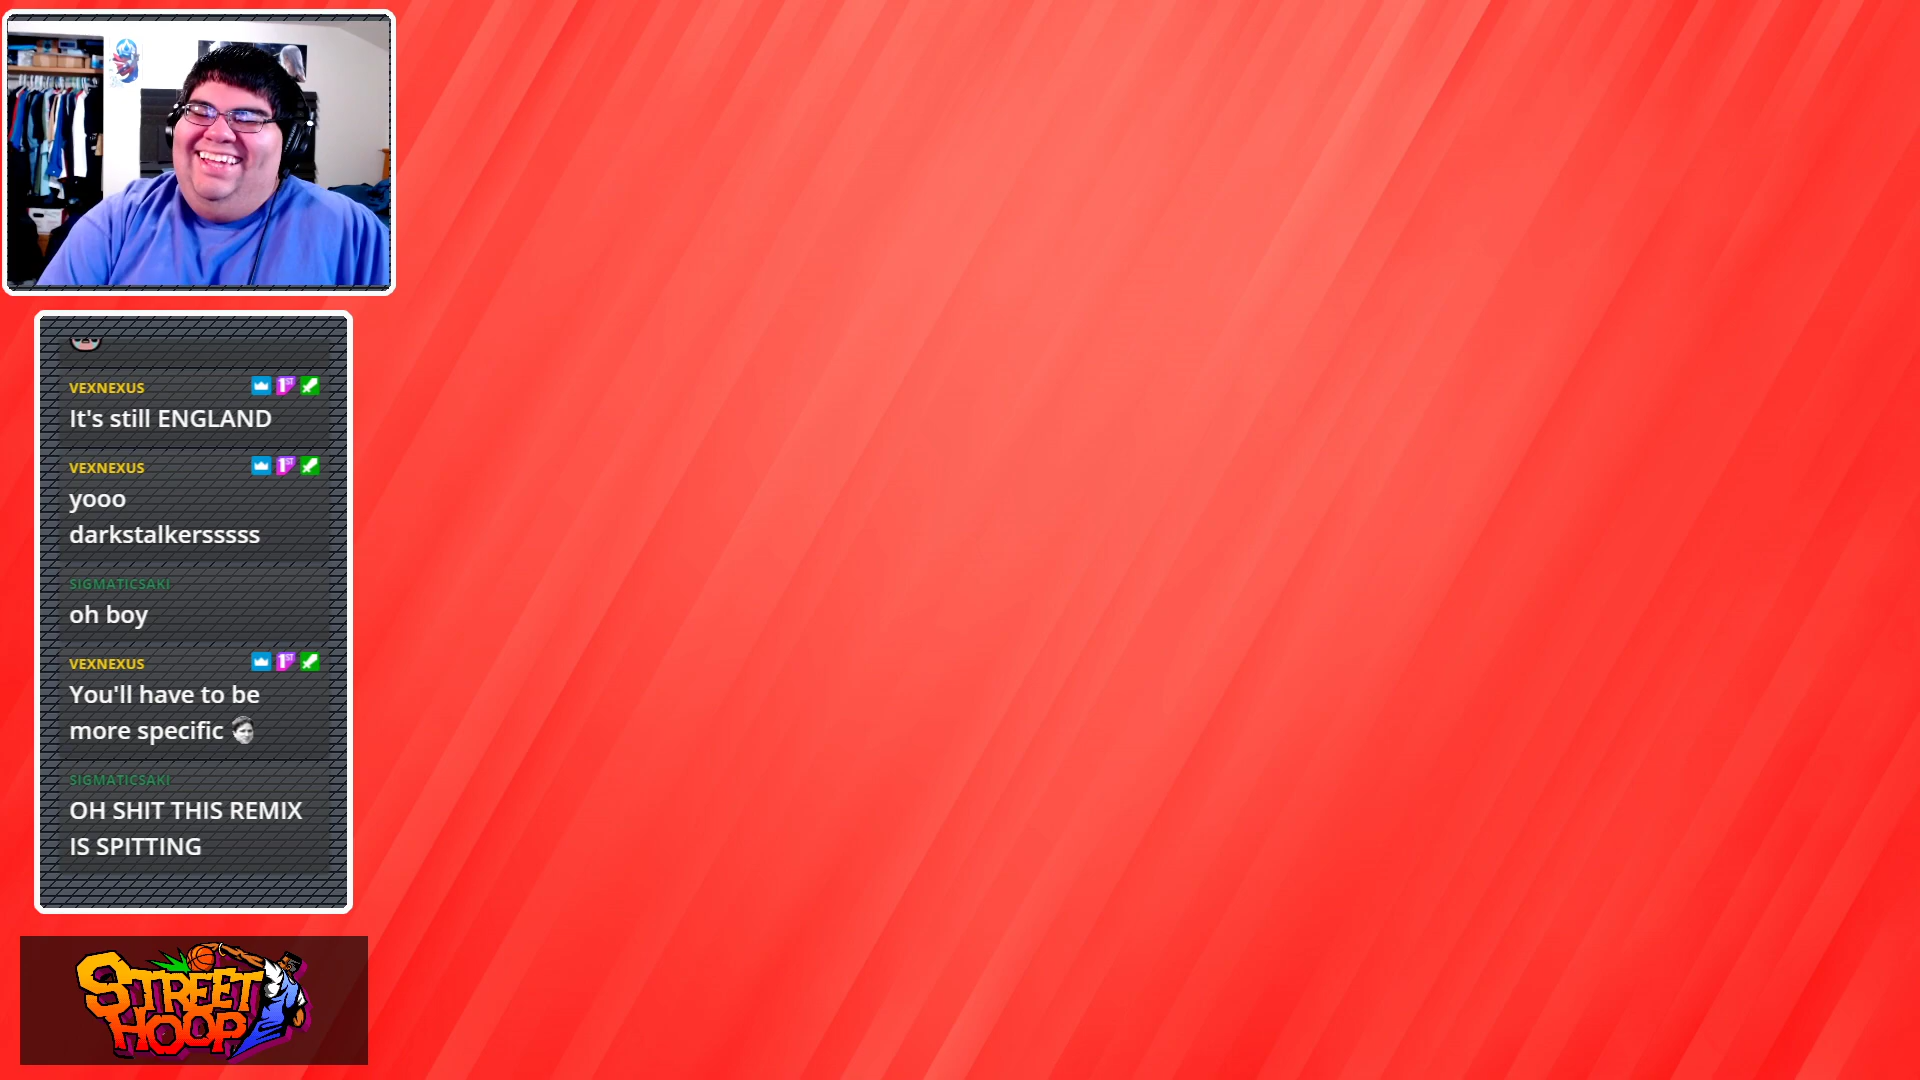 VEXNEXUS
It's still ENGLAND
VEXNEXUS
yooo
darkstalkersssss
SIGMATICSAKI
oh boy
VEXNEXUS
You'll have to be
more specific
SIGMATICSAKI
OH SHIT THIS REMIX
IS SPITTING
STREET
HOOP